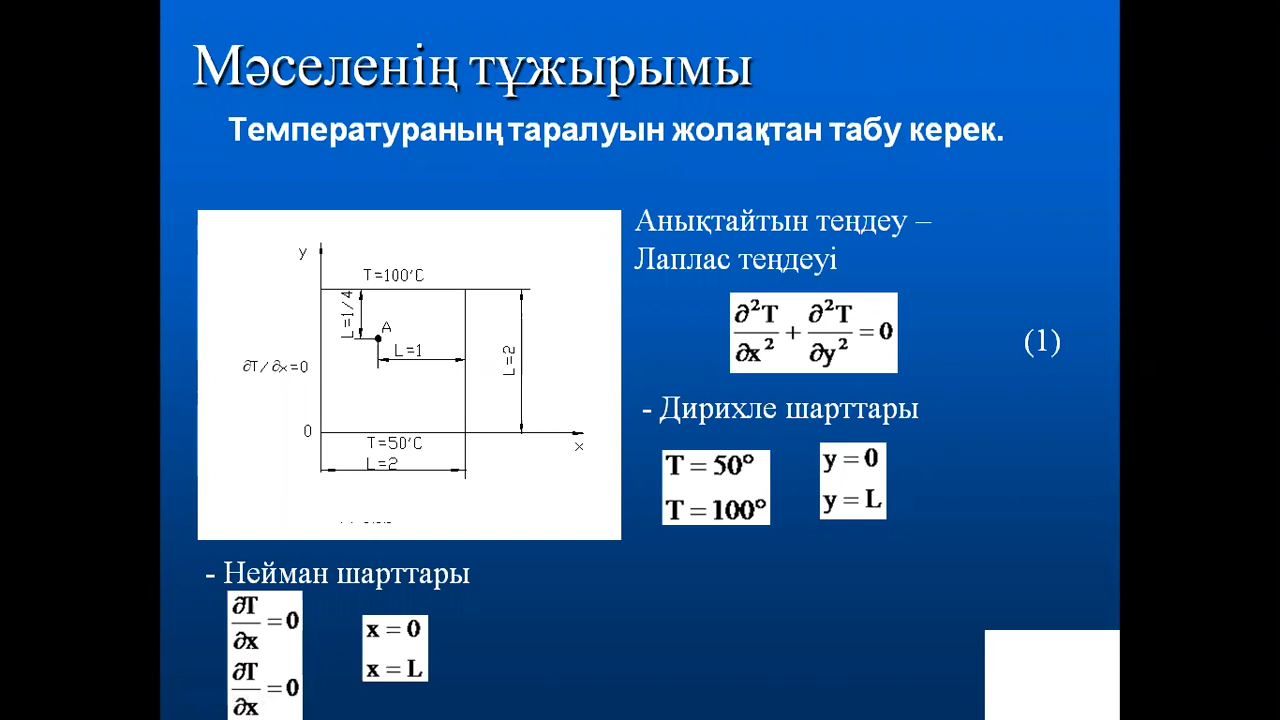 Мәселенің тұжырымы
Температураның таралуын жолақтан табу керек.
Анықтайтын теңдеу –
Лаплас теңдеуі
∂²T/∂x² + ∂²T/∂y² = 0
(1)
y
T=100°C
L=1/4
A
L=1
L=2
∂T/∂x=0
0
T=50°C
x
L=2
- Дирихле шарттары
T = 50° y = 0
T = 100° y = L
- Нейман шарттары
∂T/∂x = 0 x = 0
∂T/∂x = 0 x = L